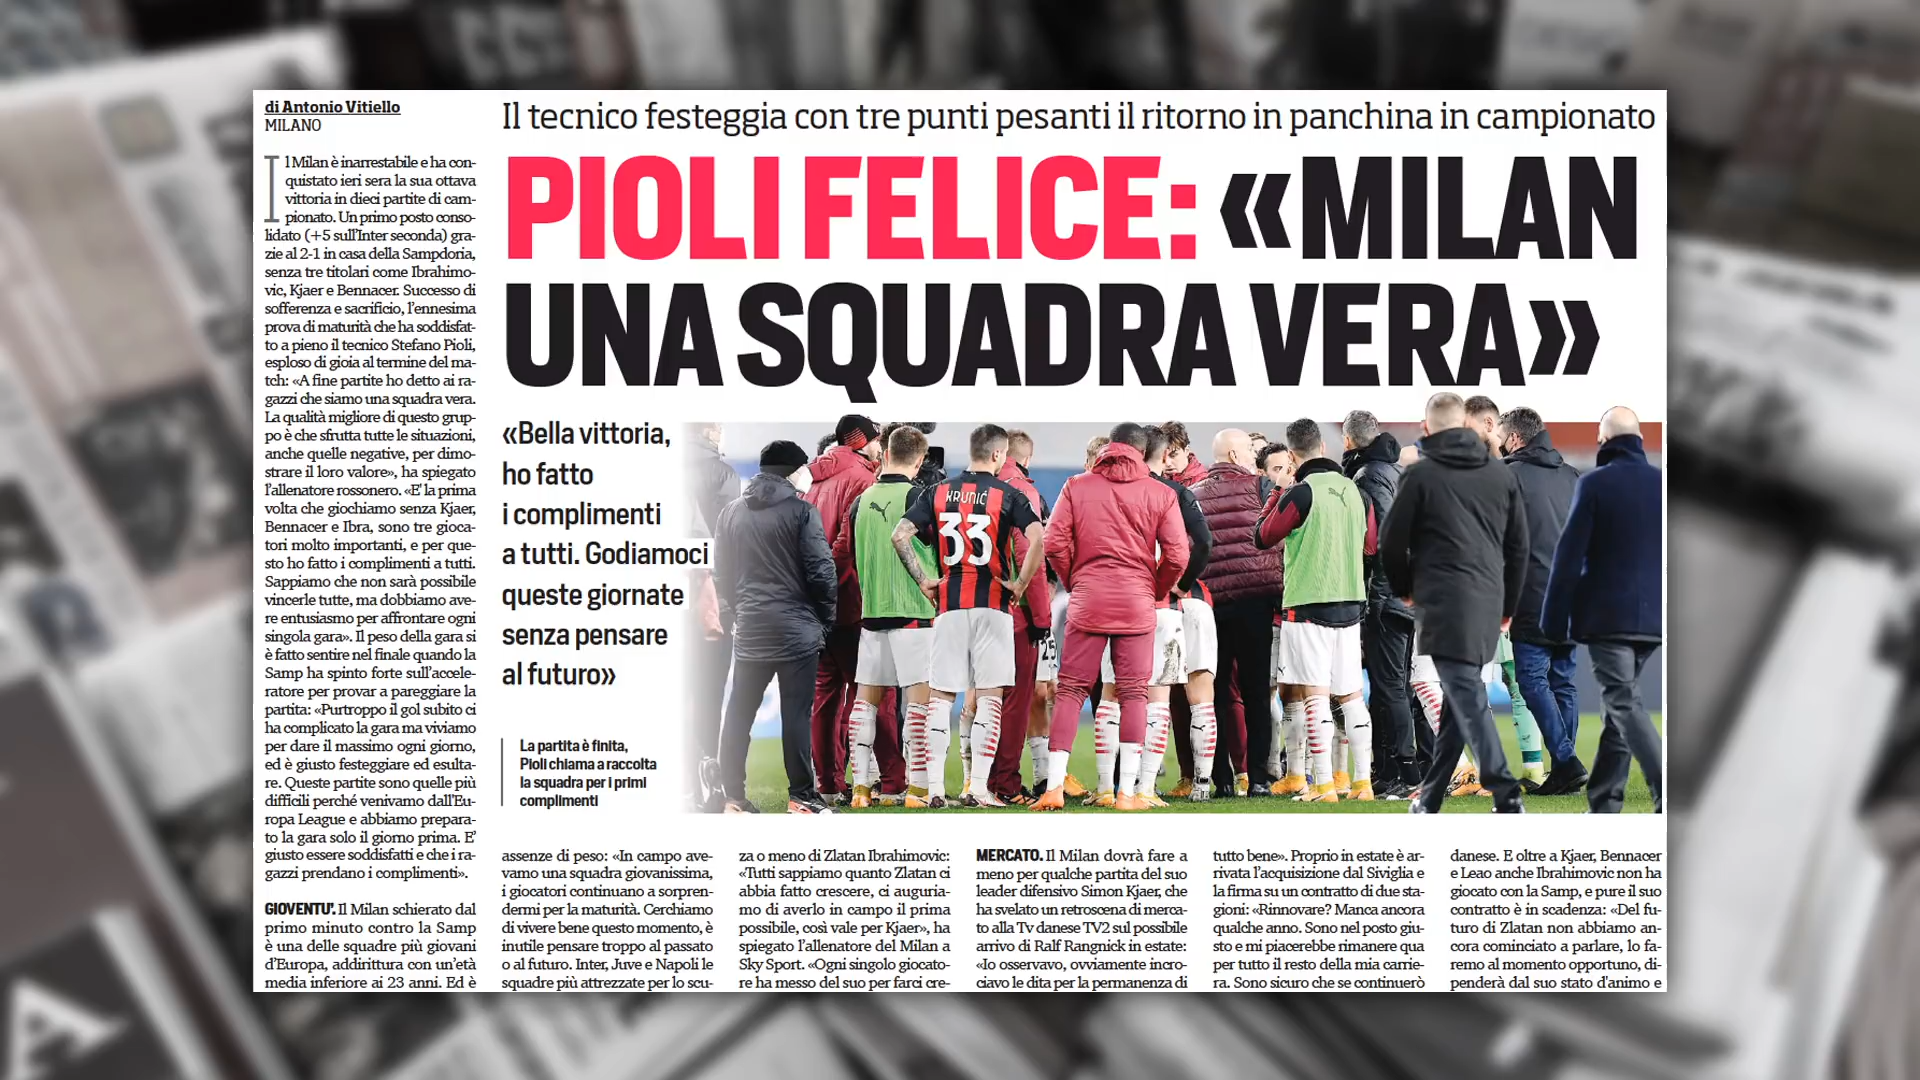 di Antonio Vitiello
MILANO
Il tecnico festeggia con tre punti pesanti il ritorno in panchina in campionato
PIOLI FELICE: «MILAN
UNA SQUADRA VERA»
Il Milan è inarrestabile e ha con-
quistato ieri sera la sua ottava
vittoria in dieci partite di cam-
pionato. Un primo posto conso-
lidato (+5 sull'Inter seconda) gra-
zie al 2-1 in casa della Sampdoria,
senza tre titolari come Ibrahimo-
vic, Kjaer e Bennacer. Successo di
sofferenza e sacrificio, l'ennesima
prova di maturità che ha soddisfat-
to a pieno il tecnico Stefano Pioli,
esploso di gioia al termine del ma-
tch: «A fine partite ho detto ai ra-
gazzi che siamo una squadra vera.
La qualità migliore di questo grup-
po è che sfrutta tutte le situazioni,
anche quelle negative, per dimo-
strare il loro valore», ha spiegato
l'allenatore rossonero. «E' la prima
volta che giochiamo senza Kjaer,
Bennacer e Ibra, sono tre gioca-
tori molto importanti, e per que-
sto ho fatto i complimenti a tutti.
Sappiamo che non sarà possibile
vincerle tutte, ma dobbiamo ave-
re entusiasmo per affrontare ogni
singola gara». Il peso della gara si
è fatto sentire nel finale quando la
Samp ha spinto forte sull'accele-
ratore per provar a pareggiare la
partita: «Purtroppo il gol subito ci
ha complicato la gara ma viviamo
per dare il massimo ogni giorno,
ed è giusto festeggiare ed esulta-
re. Queste partite sono quelle più
difficili perché venivamo dall'Eu-
ropa League e abbiamo prepara-
to la gara solo il giorno prima. E'
giusto essere soddisfatti e che i ra-
gazzi prendano i complimenti».
GIOVENTU'. Il Milan schierato dal
primo minuto contro la Samp
è una delle squadre più giovani
d'Europa, addirittura con un'età
media inferiore ai 23 anni. Ed è
«Bella vittoria,
ho fatto
i complimenti
a tutti. Godiamoci
queste giornate
senza pensare
al futuro»
La partita è finita,
Pioli chiama a raccolta
la squadra per i primi
complimenti
KRUNIĆ
33
25
assenze di peso: «In campo ave-
vamo una squadra giovanissima,
i giocatori continuano a sorpren-
dermi per la maturità. Cerchiamo
di vivere bene questo momento, è
inutile pensare troppo al passato
o al futuro. Inter, Juve e Napoli le
squadre più attrezzate per lo scu-
za o meno di Zlatan Ibrahimovic:
«Tutti sappiamo quanto Zlatan ci
abbia fatto crescere, ci auguria-
mo di averlo in campo il prima
possibile, così vale per Kjaer», ha
spiegato l'allenatore del Milan a
Sky Sport. «Ogni singolo giocato-
re ha messo del suo per farci cre-
MERCATO. Il Milan dovrà fare a
meno per qualche partita del suo
leader difensivo Simon Kjaer, che
ha svelato un retroscena di merca-
to alla Tv danese TV2 sul possibile
arrivo di Ralf Rangnick in estate:
«Io osservavo, ovviamente incro-
ciavo le dita per la permanenza di
tutto bene». Proprio in estate è ar-
rivata l'acquisizione dal Siviglia e
la firma su un contratto di due sta-
gioni: «Rinnovare? Manca ancora
qualche anno. Sono nel posto giu-
sto e mi piacerebbe rimanere qua
per tutto il resto della mia carrie-
ra. Sono sicuro che se continuerò
danese. E oltre a Kjaer, Bennacer
e Leao anche Ibrahimovic non ha
giocato con la Samp, e pure il suo
contratto è in scadenza: «Del fu-
turo di Zlatan non abbiamo an-
cora cominciato a parlare, lo fa-
remo al momento opportuno, di-
penderà dal suo stato d'animo e